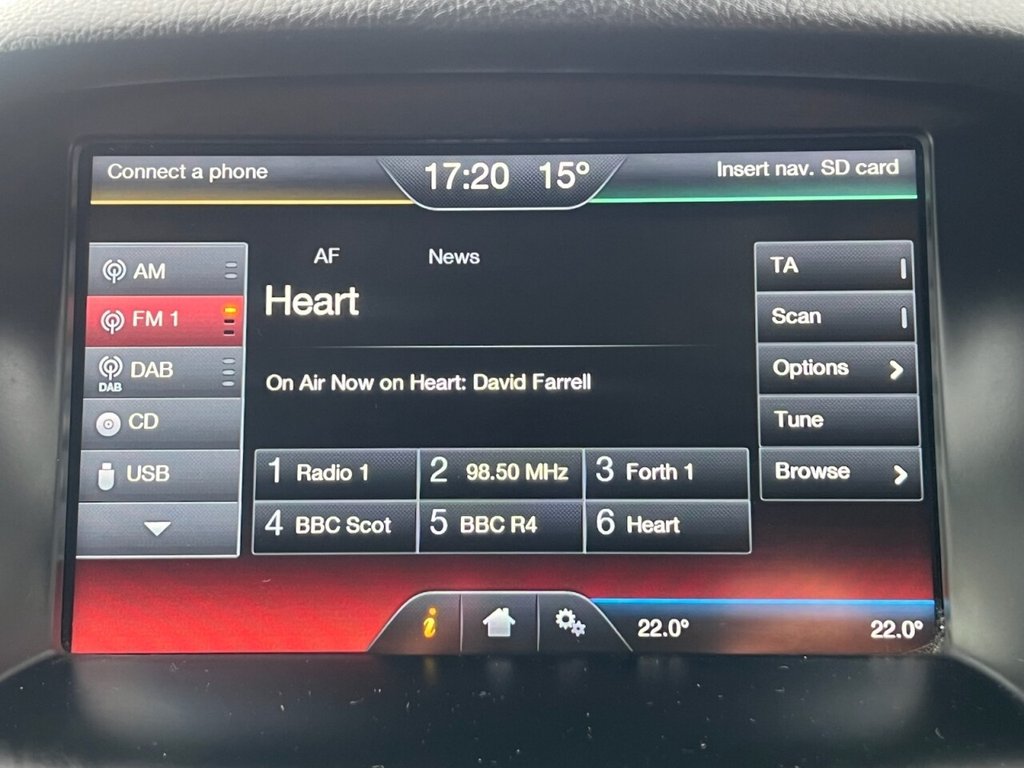 Connect a phone
17:20 15°
Insert nav. SD card
AM
FM 1
DAB
DAB
CD
USB
AF News
Heart
On Air Now on Heart: David Farrell
1 Radio 1
2 98.50 MHz
3 Forth 1
4 BBC Scot
5 BBC R4
6 Heart
TA
Scan
Options
Tune
Browse
i
22.0°
22.0°